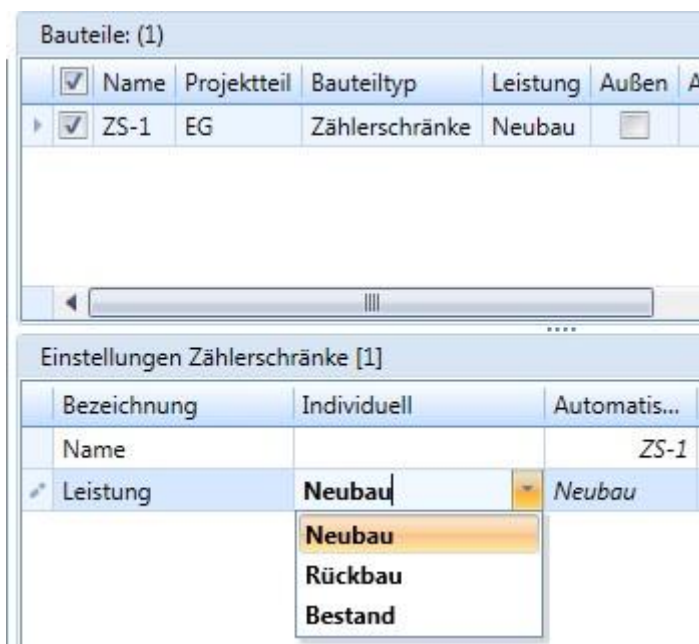 Bauteile: (1)
Name Projektteil Bauteiltyp Leistung Außen A
ZS-1 EG Zählerschränke Neubau
Einstellungen Zählerschränke [1]
Bezeichnung Individuell Automatis...
Name ZS-1
Leistung Neubau Neubau
Neubau
Rückbau
Bestand